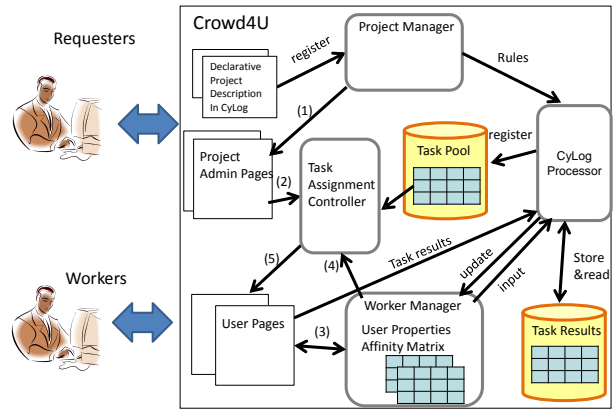 Crowd4U
Requesters
Workers
Declarative
Project
Description
In CyLog
register
Project Manager
Rules
(1)
Project
Admin Pages
(2)
Task
Assignment
Controller
Task Pool
register
CyLog
Processor
(5)
(4)
Task results
update
input
Store
&read
User Pages
(3)
Worker Manager
User Properties
Affinity Matrix
Task Results